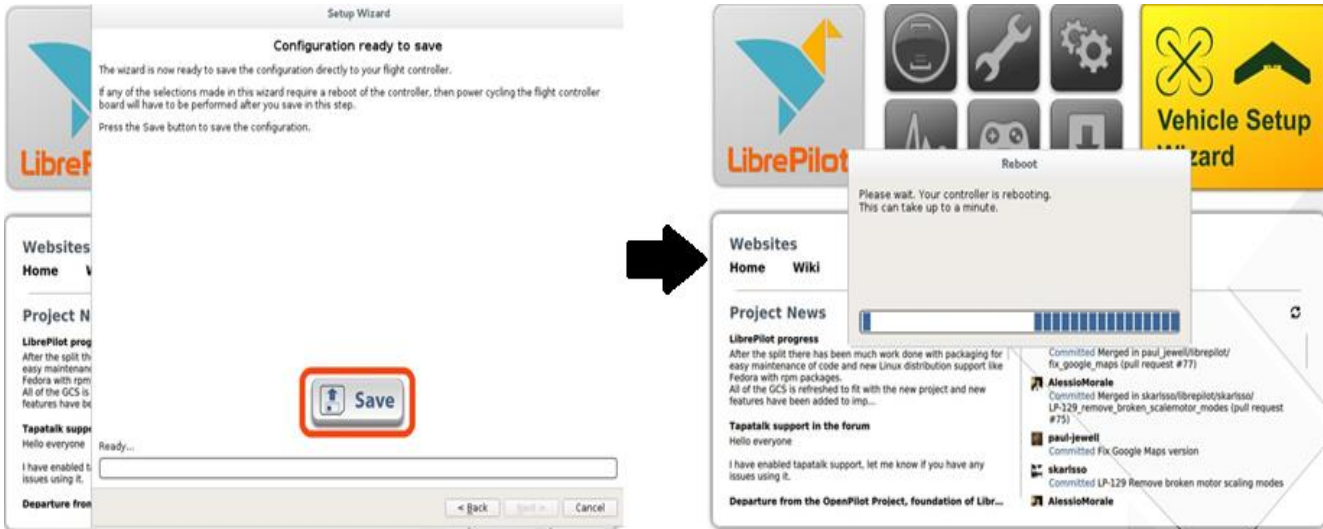 Setup Wizard
Configuration ready to save
The wizard is now ready to save the configuration directly to your flight controller.
If any of the selections made in this wizard require a reboot of the controller, then power cycling the flight controller
board will have to be performed after you save in this step.
Press the Save button to save the configuration.
LibreP
Websites
Home W
Project N
LibrePilot prog
After the split th
easy maintenan
Fedora with rpm
All of the GCS is
features have be
Tapatalk suppo
Hello everyone
I have enabled ta
issues using it.
Departure from
Save
Ready...
< Back
Next >
Cancel
LibrePilot
Vehicle Setup
Wizard
Reboot
Please wait. Your controller is rebooting.
This can take up to a minute.
Websites
Home Wiki
Project News
LibrePilot progress
After the split there has been much work done with packaging for
easy maintenance of code and new Linux distribution support like
Fedora with rpm packages.
All of the GCS is refreshed to fit with the new project and new
features have been added to imp...
Tapatalk support in the forum
Hello everyone
I have enabled tapatalk support, let me know if you have any
issues using it.
Departure from the OpenPilot Project, foundation of Libr...
Committed Merged in paul_jewell/librepilot/
fix_google_maps (pull request #77)
AlessioMorale
Committed Merged in skarlsso/librepilot/skarlsso/
LP-129_remove_broken_scalemotor_modes (pull request
#75)
paul-jewell
Committed Fix Google Maps version
skarlsso
Committed LP-129 Remove broken motor scaling modes
AlessioMorale